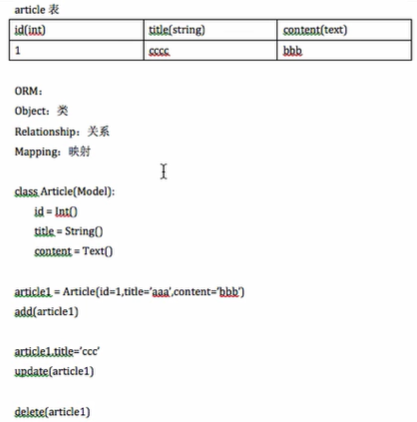 article 表
id(int) title(string) content(text)
1 cccc bbb
ORM：
Object：类
Relationship：关系
Mapping：映射
class Article(Model):
id = Int()
title = String()
content = Text()
article1 = Article(id=1,title='aaa',content='bbb')
add(article1)
article1.title='ccc'
update(article1)
delete(article1)